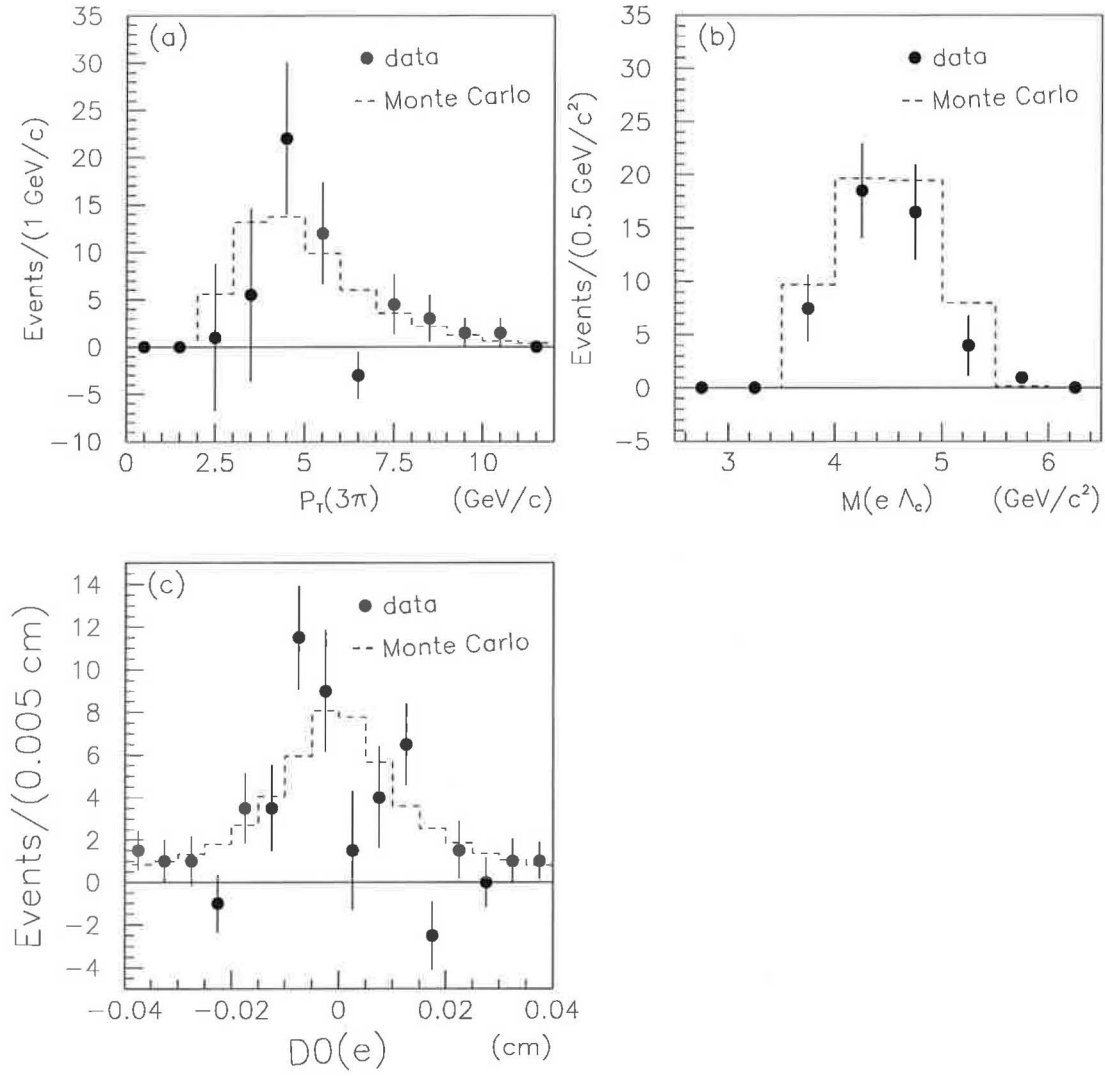 (a)
data
Monte Carlo
Events/(1 GeV/c)
35
30
25
20
15
10
5
0
−5
−10
0 2.5 5 7.5 10
P_T(3π) (GeV/c)
(b)
data
Monte Carlo
Events/(0.5 GeV/c²)
35
30
25
20
15
10
5
0
−5
3 4 5 6
M(e Λ_c) (GeV/c²)
(c)
data
Monte Carlo
Events/(0.005 cm)
14
12
10
8
6
4
2
0
−2
−4
−0.04 −0.02 0 0.02 0.04
D0(e) (cm)